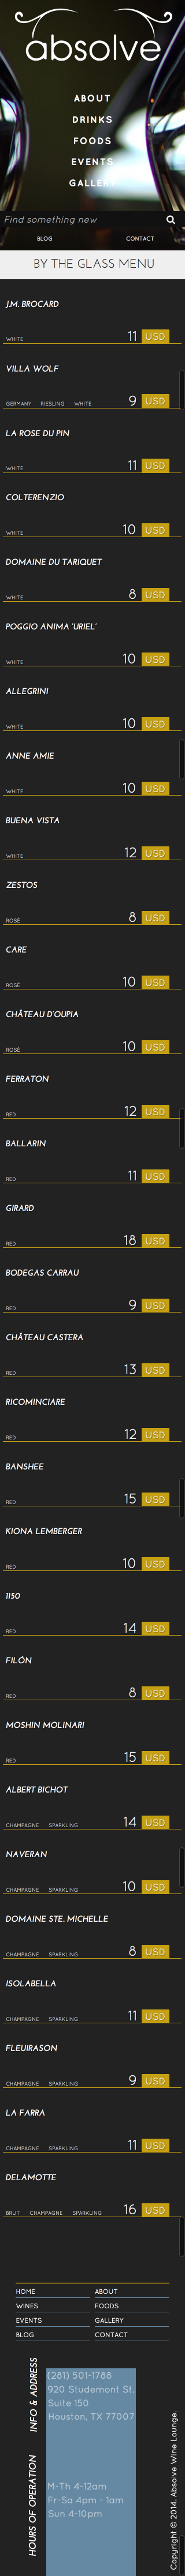 absolve
ABOUT
DRINKS
FOODS
EVENTS
GALLERY
Find something new
BLOG CONTACT
BY THE GLASS MENU
J.M. BROCARD
WHITE 11 USD
VILLA WOLF
GERMANY RIESLING WHITE 9 USD
LA ROSE DU PIN
WHITE 11 USD
COLTERENZIO
WHITE 10 USD
DOMAINE DU TARIQUET
WHITE 8 USD
POGGIO ANIMA 'URIEL'
WHITE 10 USD
ALLEGRINI
WHITE 10 USD
ANNE AMIE
WHITE 10 USD
BUENA VISTA
WHITE 12 USD
ZESTOS
ROSÉ 8 USD
CARE
ROSÉ 10 USD
CHÂTEAU D'OUPIA
ROSÉ 10 USD
FERRATON
RED 12 USD
BALLARIN
RED 11 USD
GIRARD
RED 18 USD
BODEGAS CARRAU
RED 9 USD
CHÂTEAU CASTERA
RED 13 USD
RICOMINCIARE
RED 12 USD
BANSHEE
RED 15 USD
KIONA LEMBERGER
RED 10 USD
1150
RED 14 USD
FILÓN
RED 8 USD
MOSHIN MOLINARI
RED 15 USD
ALBERT BICHOT
CHAMPAGNE SPARKLING 14 USD
NAVERAN
CHAMPAGNE SPARKLING 10 USD
DOMAINE STE. MICHELLE
CHAMPAGNE SPARKLING 8 USD
ISOLABELLA
CHAMPAGNE SPARKLING 11 USD
FLEURAISON
CHAMPAGNE SPARKLING 9 USD
LA FARRA
CHAMPAGNE SPARKLING 11 USD
DELAMOTTE
BRUT CHAMPAGNE SPARKLING 16 USD
HOME ABOUT
WINES FOODS
EVENTS GALLERY
BLOG CONTACT
INFO & ADDRESS
(281) 501-1788
920 Studemont St.
Suite 150
Houston, TX 77007
HOURS OF OPERATION
M-Th 4-12am
Fr-Sa 4pm - 1am
Sun 4-10pm
Copyright © 2014. Absolve Wine Lounge.